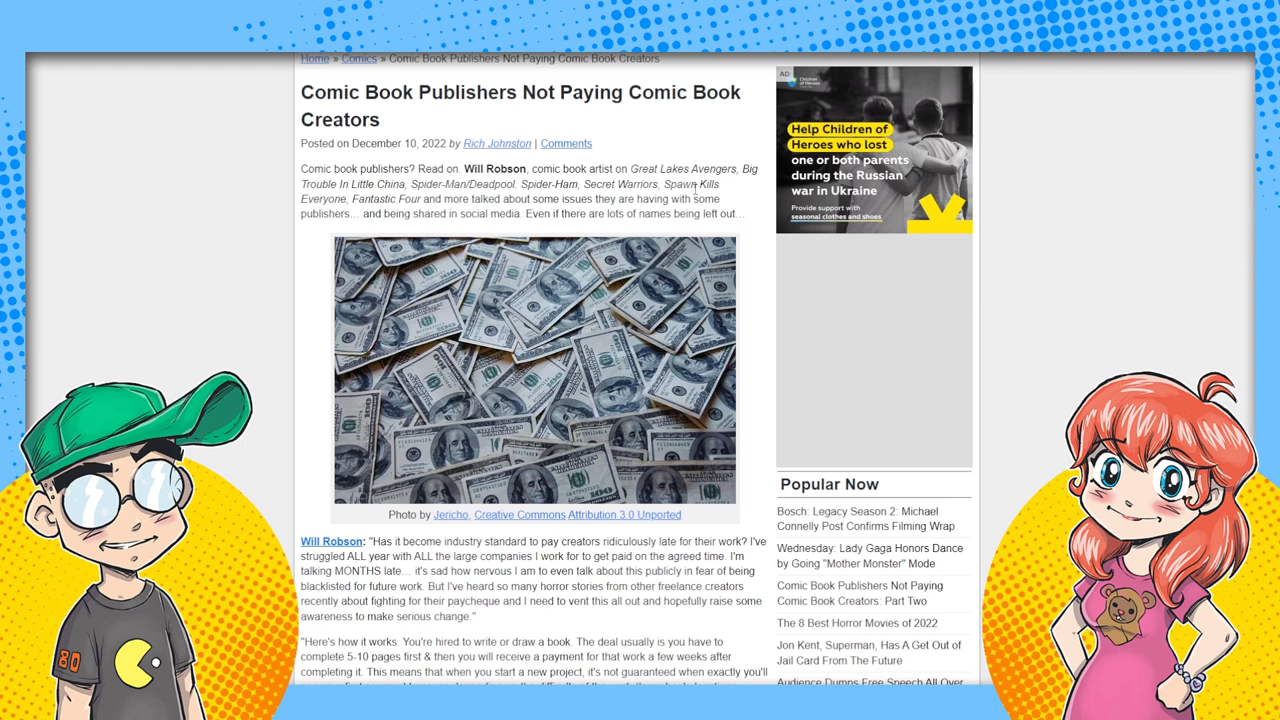 Home » Comics » Comic Book Publishers Not Paying Comic Book Creators
Comic Book Publishers Not Paying Comic Book
Creators
Posted on December 10, 2022 by Rich Johnston | Comments
Comic book publishers? Read on. Will Robson, comic book artist on Great Lakes Avengers, Big
Trouble In Little China, Spider-Man/Deadpool. Spider-Ham, Secret Warriors, Spawn Kills
Everyone, Fantastic Four and more talked about some issues they are having with some
publishers… and being shared in social media. Even if there are lots of names being left out…
Photo by Jericho, Creative Commons Attribution 3.0 Unported
Will Robson: "Has it become industry standard to pay creators ridiculously late for their work? I've
struggled ALL year with ALL the large companies I work for to get paid on the agreed time. I'm
talking MONTHS late… it's sad how nervous I am to even talk about this publicly in fear of being
blacklisted for future work. But I've heard so many horror stories from other freelance creators
recently about fighting for their paycheque and I need to vent this all out and hopefully raise some
awareness to make serious change."
"Here's how it works. You're hired to write or draw a book. The deal usually is you have to
complete 5-10 pages first & then you will receive a payment for that work a few weeks after
completing it. This means that when you start a new project, it's not guaranteed when exactly you'll
AD
Children of
Heroes
Help Children of
Heroes who lost
one or both parents
during the Russian
war in Ukraine
Provide support with
seasonal clothes and shoes
Popular Now
Bosch: Legacy Season 2: Michael
Connelly Post Confirms Filming Wrap
Wednesday: Lady Gaga Honors Dance
by Going "Mother Monster" Mode
Comic Book Publishers Not Paying
Comic Book Creators: Part Two
The 8 Best Horror Movies of 2022
Jon Kent, Superman, Has A Get Out of
Jail Card From The Future
Audience Dumps Free Speech All Over
80